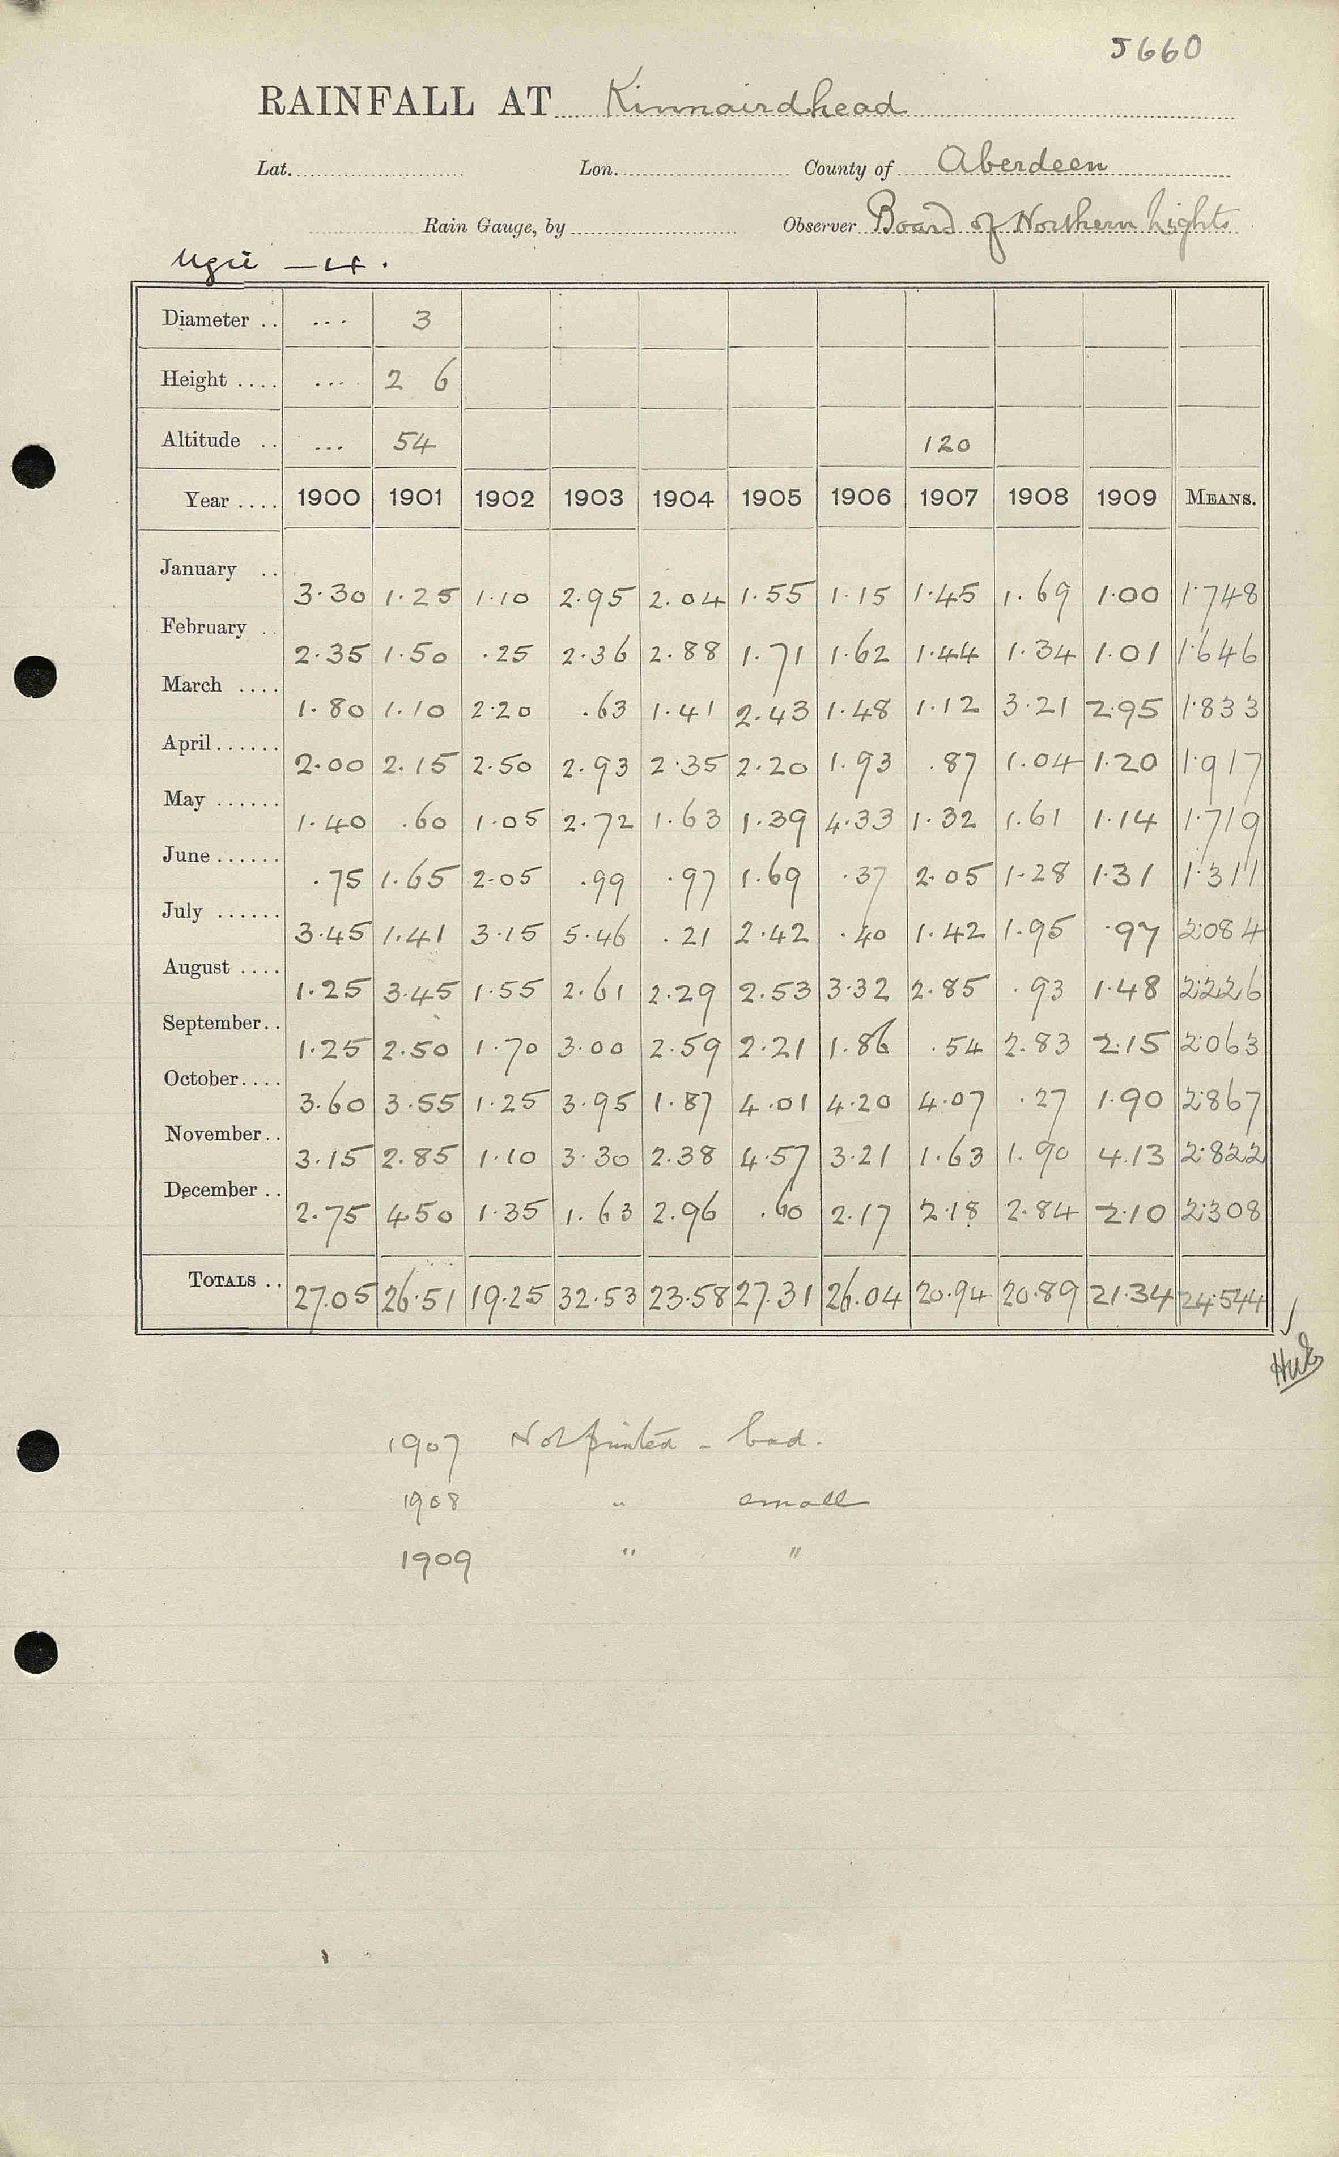 5660
RAINFALL AT Kinnairdhead
Lat. Lon. County of Aberdeen
Rain Gauge, by Observer Board of Northern Lights
Ugie - 14.
Diameter .. ... 3
Height .... ... 2 6
Altitude .. ... 54 120
Year .... 1900 1901 1902 1903 1904 1905 1906 1907 1908 1909 MEANS.
January .. 3.30 1.25 1.10 2.95 2.04 1.55 1.15 1.45 1.69 1.00 1.748
February .. 2.35 1.50 .25 2.36 2.88 1.71 1.62 1.44 1.34 1.01 1.646
March .... 1.80 1.10 2.20 .63 1.41 2.43 1.48 1.12 3.21 2.95 1.833
April...... 2.00 2.15 2.50 2.93 2.35 2.20 1.93 .87 1.04 1.20 1.917
May ...... 1.40 .60 1.05 2.72 1.63 1.39 4.33 1.32 1.61 1.14 1.719
June ...... .75 1.65 2.05 .99 .97 1.69 .37 2.05 1.28 1.31 1.311
July ...... 3.45 1.41 3.15 5.46 .21 2.42 .40 1.42 1.95 .97 2.084
August .... 1.25 3.45 1.55 2.61 2.29 2.53 3.32 2.85 .93 1.48 2.226
September.. 1.25 2.50 1.70 3.00 2.59 2.21 1.86 .54 2.83 2.15 2.063
October.... 3.60 3.55 1.25 3.95 1.87 4.01 4.20 4.07 .27 1.90 2.867
November.. 3.15 2.85 1.10 3.30 2.38 4.57 3.21 1.63 1.90 4.13 2.822
December .. 2.75 4.50 1.35 1.63 2.96 .60 2.17 2.18 2.84 2.10 2.308
TOTALS .. 27.05 26.51 19.25 32.53 23.58 27.31 26.04 20.94 20.89 21.34 24.544
1907 Not printed - bad.
1908 " small
1909 " "